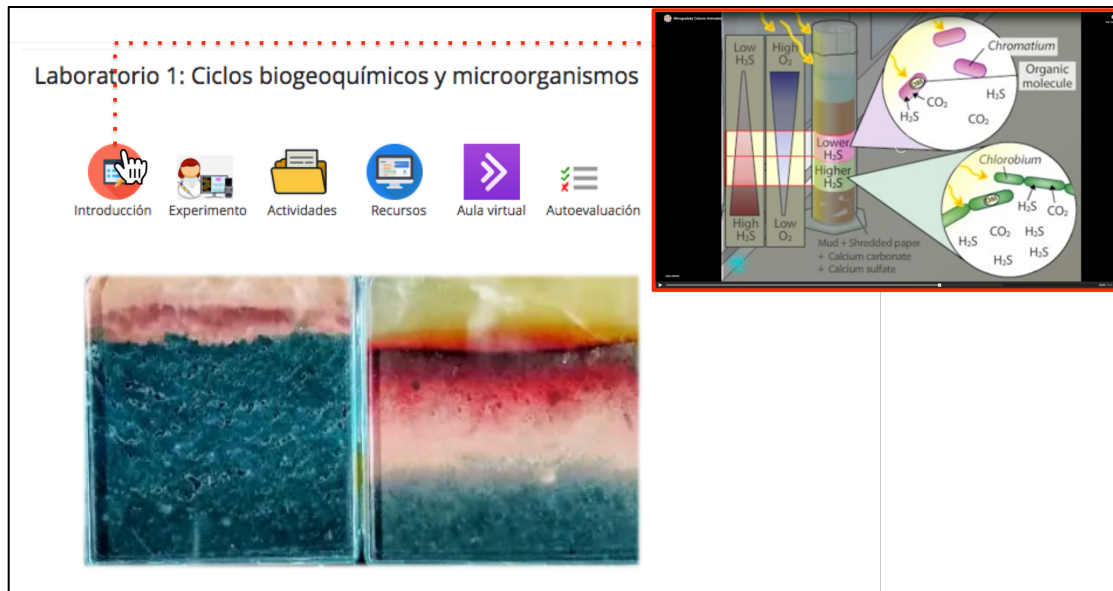 Laboratorio 1: Ciclos biogeoquímicos y microorganismos
Introducción
Experimento
Actividades
Recursos
Aula virtual
Autoevaluación
Winogradsky Column Animated
Low
H₂S
High
O₂
High
H₂S
Low
O₂
Lower
H₂S
Higher
H₂S
Mud + Shredded paper
+ Calcium carbonate
+ Calcium sulfate
Chromatium
Organic
molecule
H₂S
CO₂
H₂S
CO₂
Chlorobium
H₂S
CO₂
H₂S
CO₂
H₂S
H₂S
H₂S